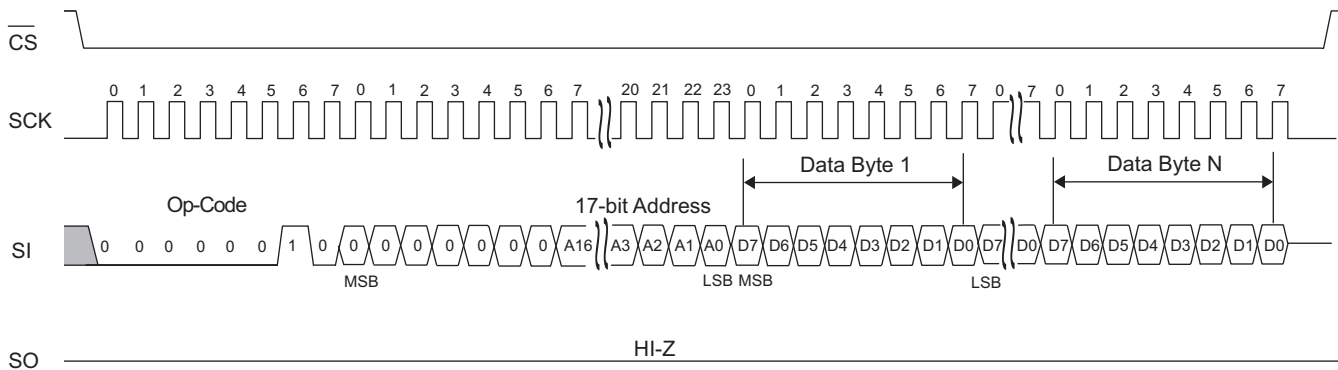 CS
0 1 2 3 4 5 6 7 0 1 2 3 4 5 6 7 20 21 22 23 0 1 2 3 4 5 6 7 0 7 0 1 2 3 4 5 6 7
SCK
Data Byte 1 Data Byte N
Op-Code 17-bit Address
SI 0 0 0 0 0 0 1 0 0 0 0 0 0 0 0 A16 A3 A2 A1 A0 D7 D6 D5 D4 D3 D2 D1 D0 D7 D0 D7 D6 D5 D4 D3 D2 D1 D0
MSB LSB MSB LSB
HI-Z
SO